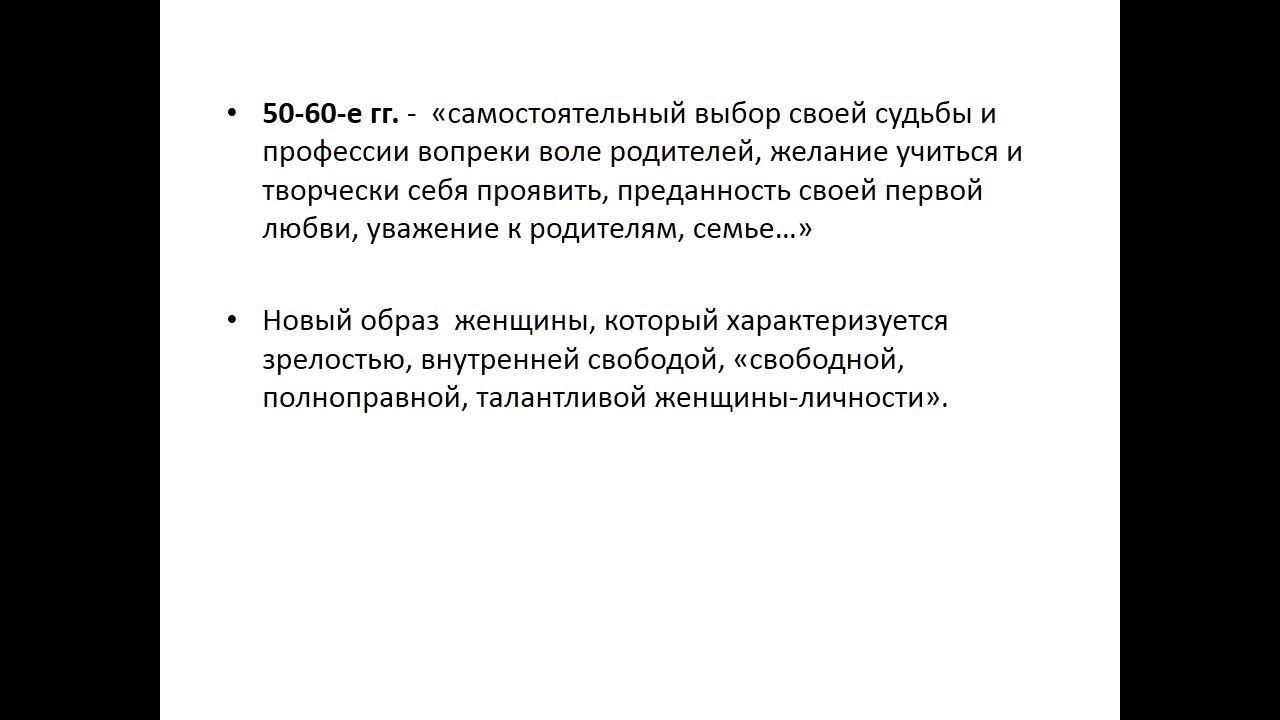 • 50-60-е гг. - «самостоятельный выбор своей судьбы и
профессии вопреки воле родителей, желание учиться и
творчески себя проявить, преданность своей первой
любви, уважение к родителям, семье…»
• Новый образ женщины, который характеризуется
зрелостью, внутренней свободой, «свободной,
полноправной, талантливой женщины-личности».